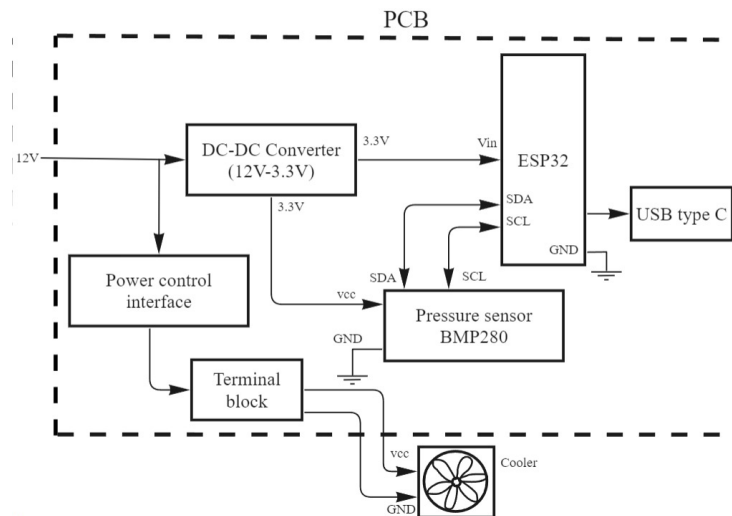 PCB
12V
DC-DC Converter
(12V-3.3V)
3.3V
Vin
ESP32
3.3V
SDA
SCL
USB type C
GND
Power control
interface
SDA
SCL
vcc
Pressure sensor
BMP280
GND
Terminal
block
vcc
Cooler
GND